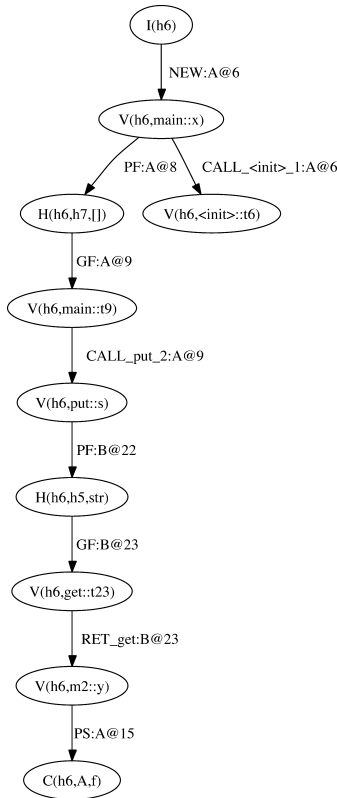 I(h6)
NEW:A@6
V(h6,main::x)
PF:A@8
CALL_<init>_1:A@6
H(h6,h7,[])
V(h6,<init>::t6)
GF:A@9
V(h6,main::t9)
CALL_put_2:A@9
V(h6,put::s)
PF:B@22
H(h6,h5,str)
GF:B@23
V(h6,get::t23)
RET_get:B@23
V(h6,m2::y)
PS:A@15
C(h6,A,f)